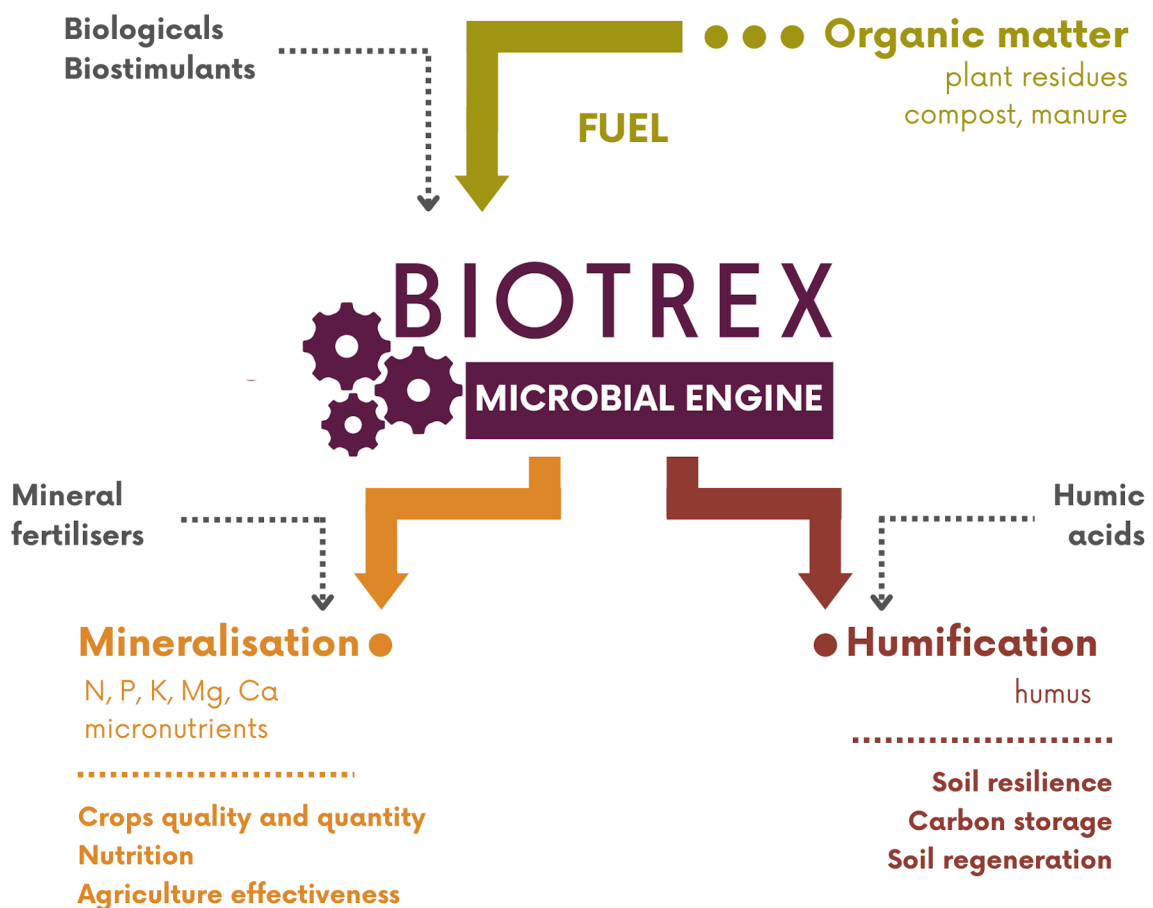 Biologicals
Biostimulants
Organic matter
plant residues
compost, manure
FUEL
BIOTREX
MICROBIAL ENGINE
Mineral
fertilisers
Humic
acids
Mineralisation
N, P, K, Mg, Ca
micronutrients
Crops quality and quantity
Nutrition
Agriculture effectiveness
Humification
humus
Soil resilience
Carbon storage
Soil regeneration